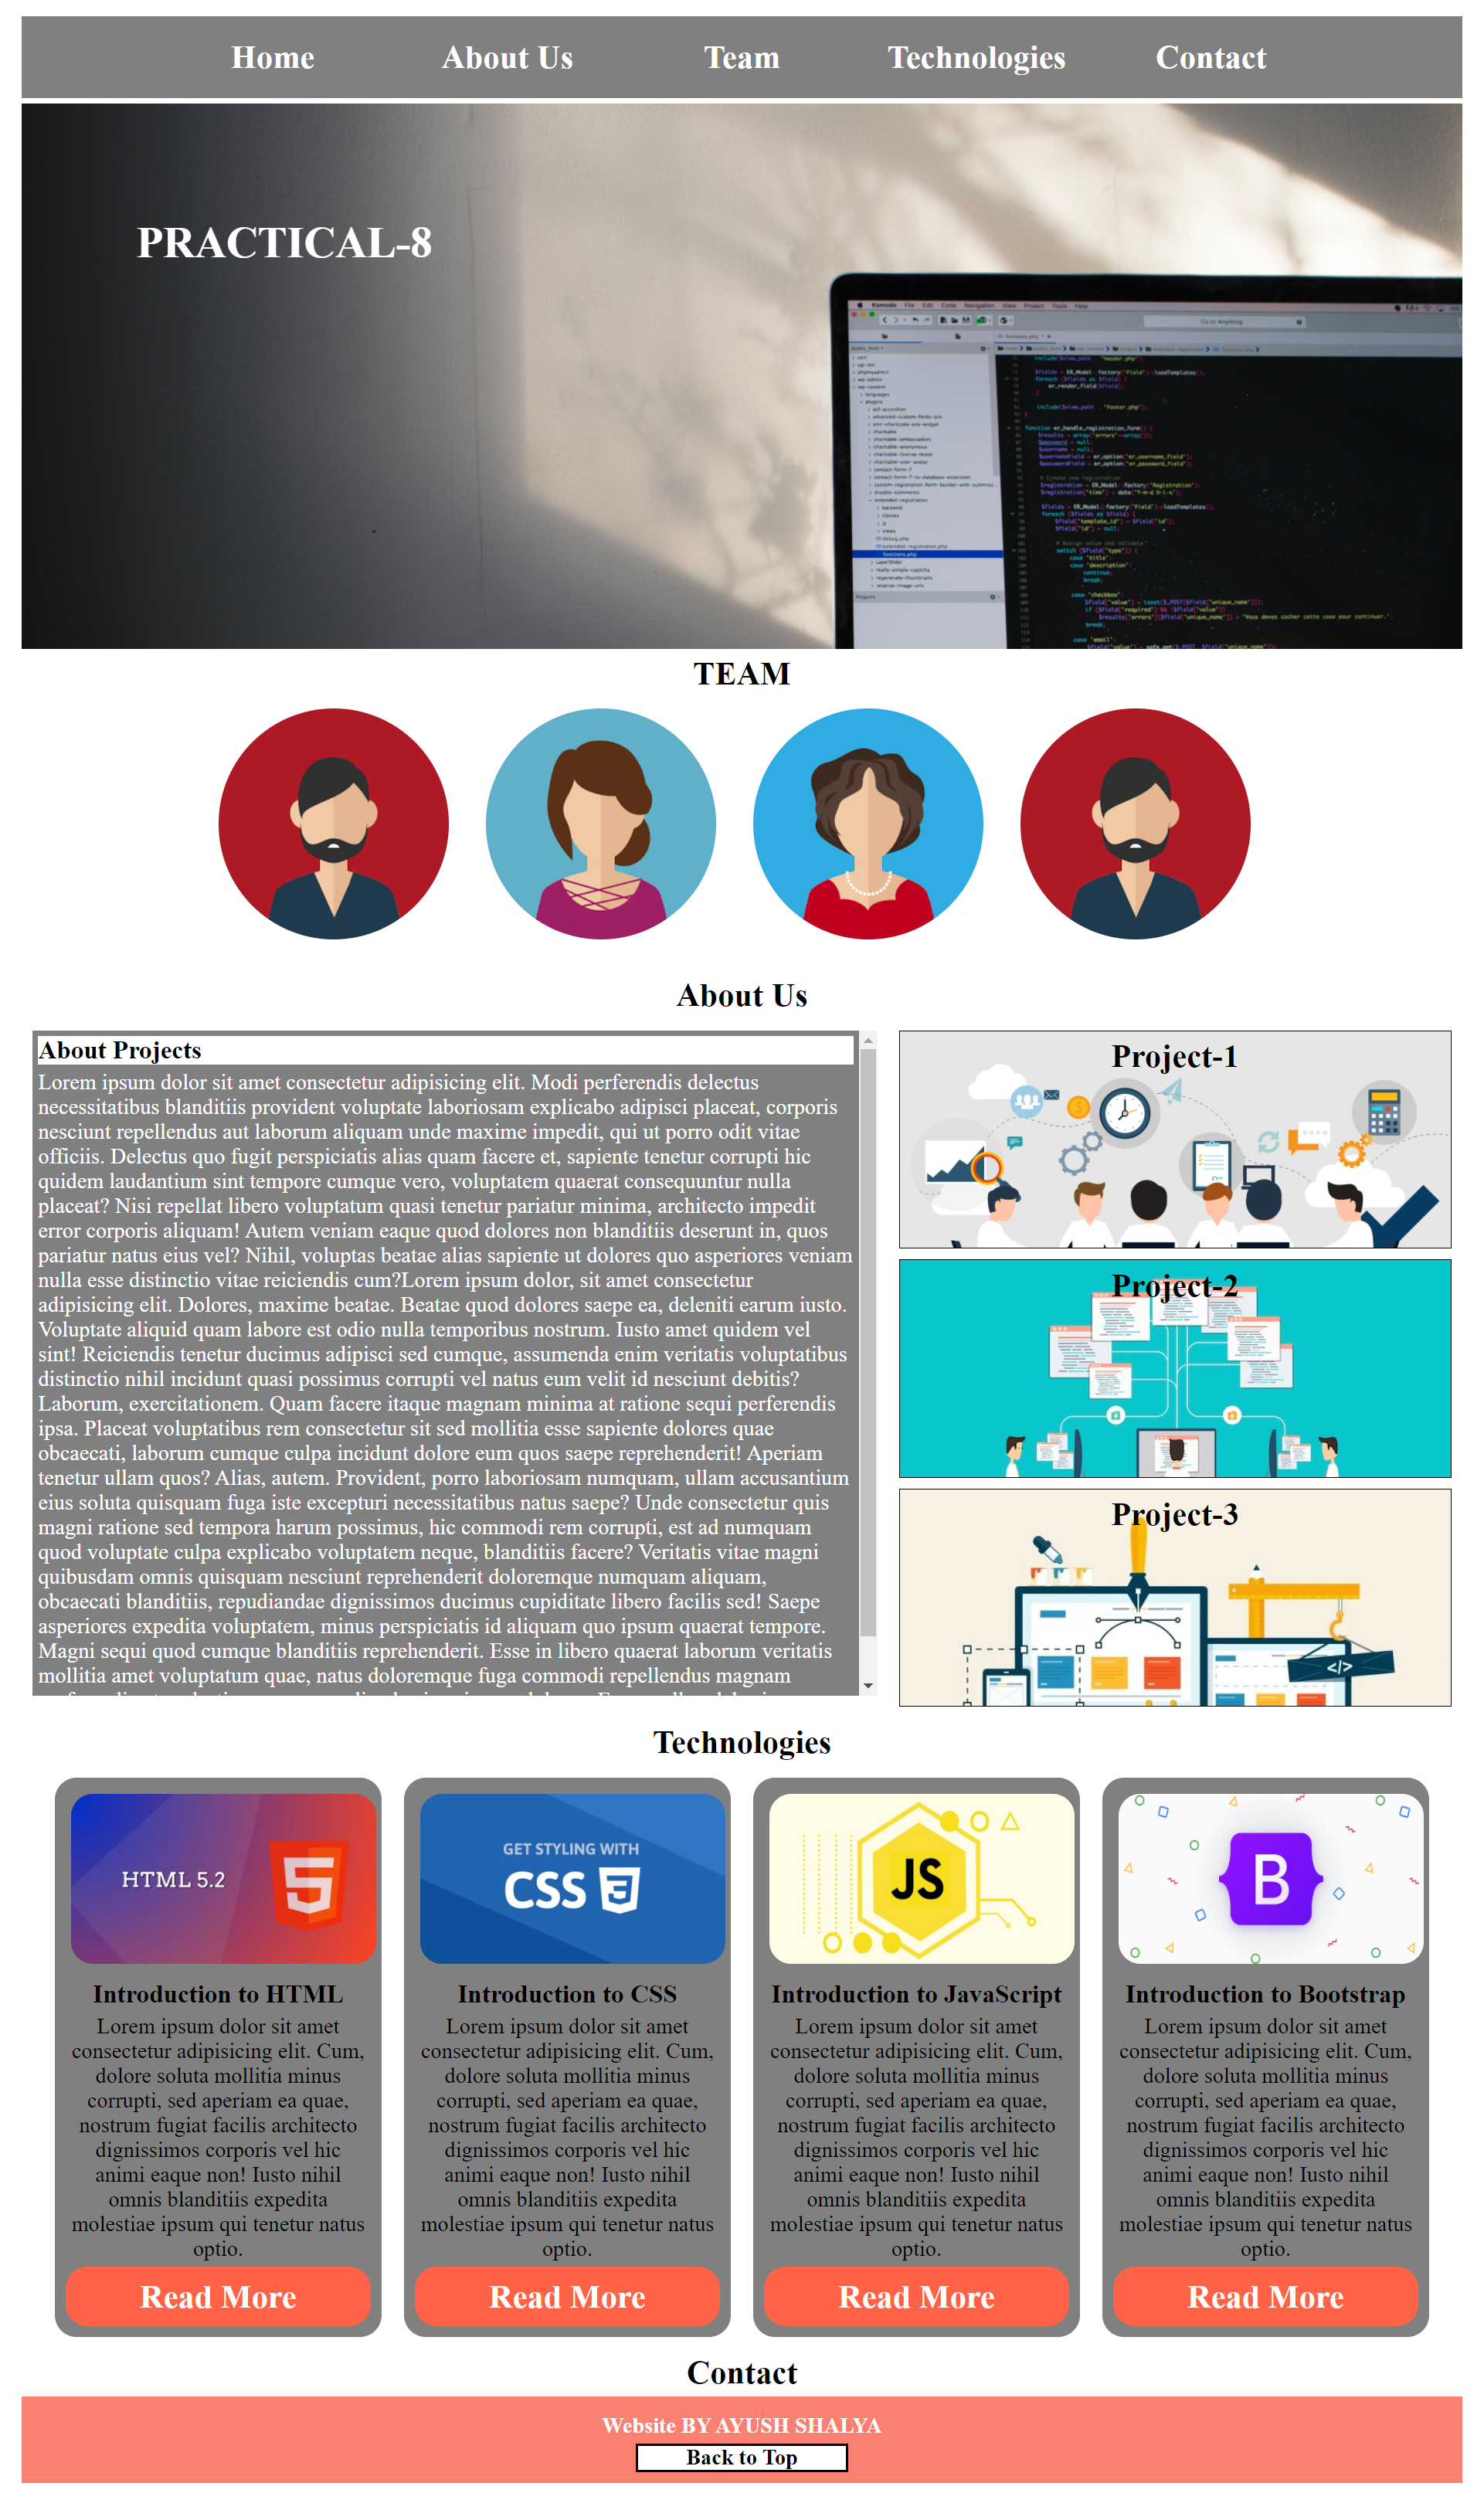 Home About Us Team Technologies Contact
PRACTICAL-8
Komodo File Edit Code Navigation View Project Tools Help
Go to Anything
TEAM
About Us
About Projects
Lorem ipsum dolor sit amet consectetur adipisicing elit. Modi perferendis delectus
necessitatibus blanditiis provident voluptate laboriosam explicabo adipisci placeat, corporis
nesciunt repellendus aut laborum aliquam unde maxime impedit, qui ut porro odit vitae
officiis. Delectus quo fugit perspiciatis alias quam facere et, sapiente tenetur corrupti hic
quidem laudantium sint tempore cumque vero, voluptatem quaerat consequuntur nulla
placeat? Nisi repellat libero voluptatum quasi tenetur pariatur minima, architecto impedit
error corporis aliquam! Autem veniam eaque quod dolores non blanditiis deserunt in, quos
pariatur natus eius vel? Nihil, voluptas beatae alias sapiente ut dolores quo asperiores veniam
nulla esse distinctio vitae reiciendis cum?Lorem ipsum dolor, sit amet consectetur
adipisicing elit. Dolores, maxime beatae. Beatae quod dolores saepe ea, deleniti earum iusto.
Voluptate aliquid quam labore est odio nulla temporibus nostrum. Iusto amet quidem vel
sint! Reiciendis tenetur ducimus adipisci sed cumque, assumenda enim veritatis voluptatibus
distinctio nihil incidunt quasi possimus corrupti vel natus eum velit id nesciunt debitis?
Laborum, exercitationem. Quam facere itaque magnam minima at ratione sequi perferendis
ipsa. Placeat voluptatibus rem consectetur sit sed mollitia esse sapiente dolores quae
obcaecati, laborum cumque culpa incidunt dolore eum quos saepe reprehenderit! Aperiam
tenetur ullam quos? Alias, autem. Provident, porro laboriosam numquam, ullam accusantium
eius soluta quisquam fuga iste excepturi necessitatibus natus saepe? Unde consectetur quis
magni ratione sed tempora harum possimus, hic commodi rem corrupti, est ad numquam
quod voluptate culpa explicabo voluptatem neque, blanditiis facere? Veritatis vitae magni
quibusdam omnis quisquam nesciunt reprehenderit doloremque numquam aliquam,
obcaecati blanditiis, repudiandae dignissimos ducimus cupiditate libero facilis sed! Saepe
asperiores expedita voluptatem, minus perspiciatis id aliquam quo ipsum quaerat tempore.
Magni sequi quod cumque blanditiis reprehenderit. Esse in libero quaerat laborum veritatis
mollitia amet voluptatum quae, natus doloremque fuga commodi repellendus magnam
Project-1
Project-2
Project-3
</>
Technologies
HTML 5.2
5
Introduction to HTML
Lorem ipsum dolor sit amet
consectetur adipisicing elit. Cum,
dolore soluta mollitia minus
corrupti, sed aperiam ea quae,
nostrum fugiat facilis architecto
dignissimos corporis vel hic
animi eaque non! Iusto nihil
omnis blanditiis expedita
molestiae ipsum qui tenetur natus
optio.
Read More
GET STYLING WITH
CSS 3
Introduction to CSS
Lorem ipsum dolor sit amet
consectetur adipisicing elit. Cum,
dolore soluta mollitia minus
corrupti, sed aperiam ea quae,
nostrum fugiat facilis architecto
dignissimos corporis vel hic
animi eaque non! Iusto nihil
omnis blanditiis expedita
molestiae ipsum qui tenetur natus
optio.
Read More
JS
Introduction to JavaScript
Lorem ipsum dolor sit amet
consectetur adipisicing elit. Cum,
dolore soluta mollitia minus
corrupti, sed aperiam ea quae,
nostrum fugiat facilis architecto
dignissimos corporis vel hic
animi eaque non! Iusto nihil
omnis blanditiis expedita
molestiae ipsum qui tenetur natus
optio.
Read More
B
Introduction to Bootstrap
Lorem ipsum dolor sit amet
consectetur adipisicing elit. Cum,
dolore soluta mollitia minus
corrupti, sed aperiam ea quae,
nostrum fugiat facilis architecto
dignissimos corporis vel hic
animi eaque non! Iusto nihil
omnis blanditiis expedita
molestiae ipsum qui tenetur natus
optio.
Read More
Contact
Website BY AYUSH SHALYA
Back to Top